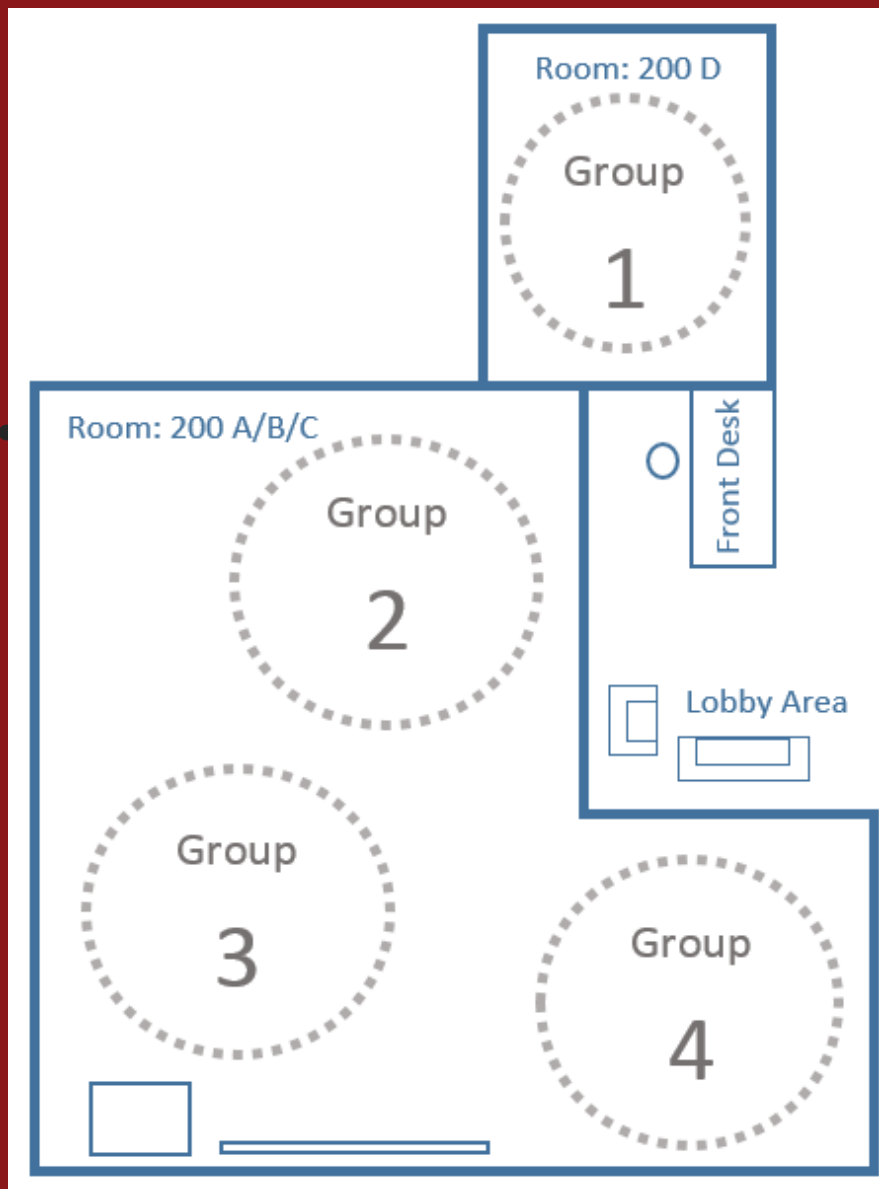 Room: 200 D
Group
1
Room: 200 A/B/C
Group
2
Front Desk
Lobby Area
Group
3
Group
4